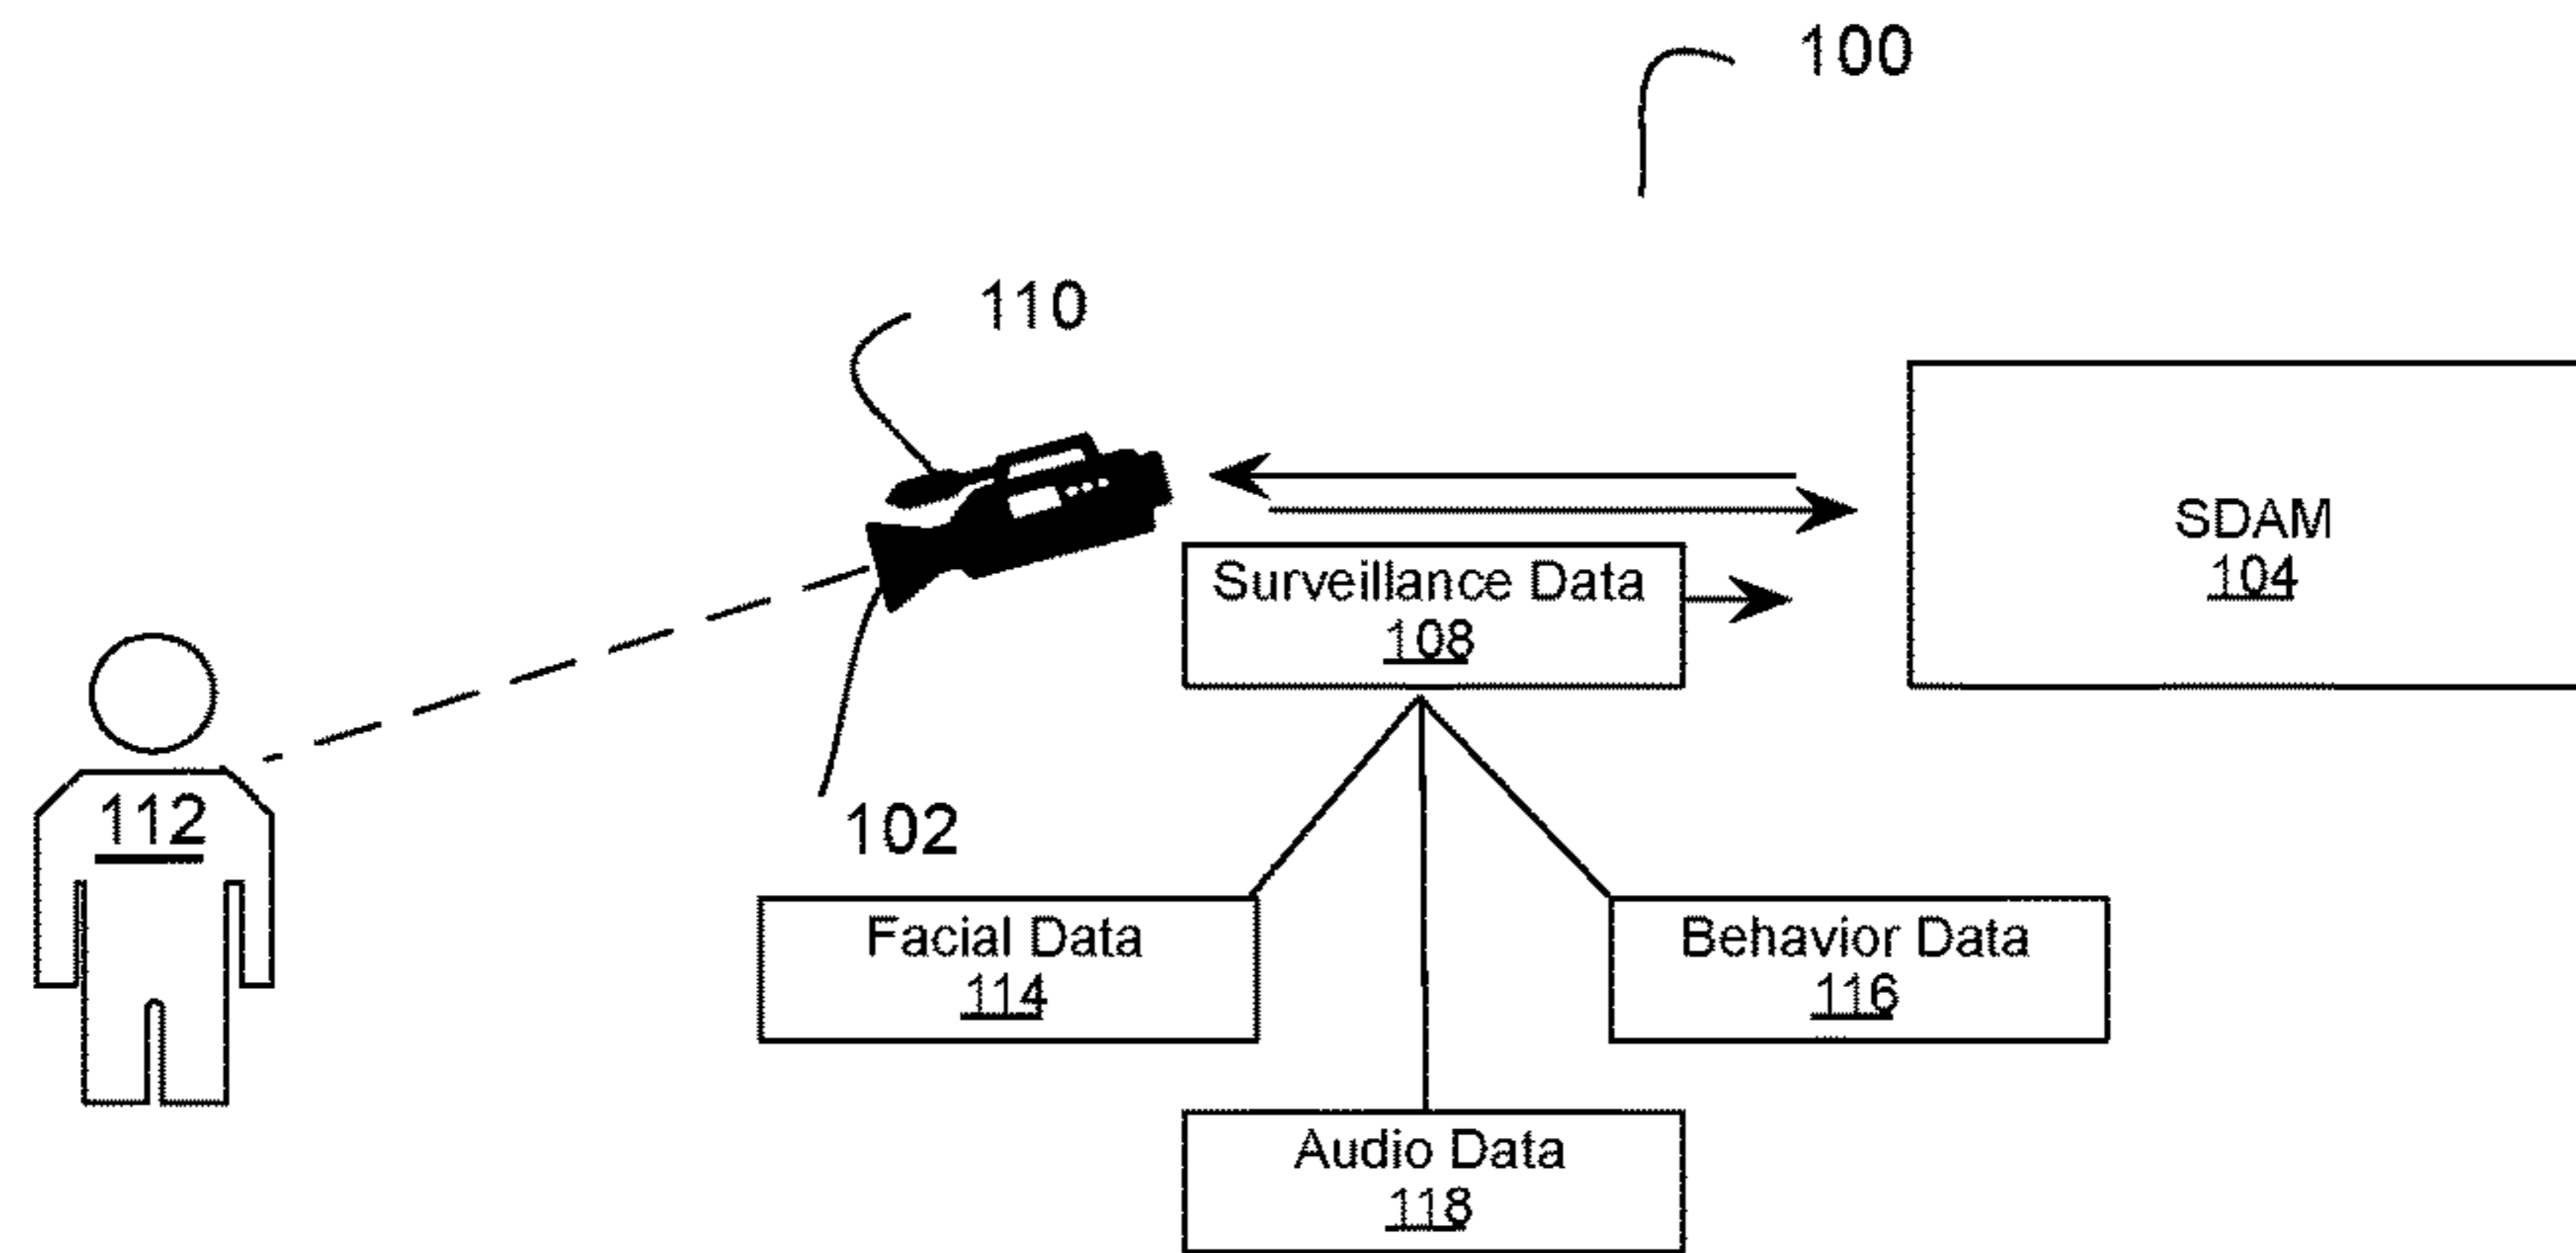 100
110
SDAM
104
Surveillance Data
108
112
102
Facial Data
114
Behavior Data
116
Audio Data
118